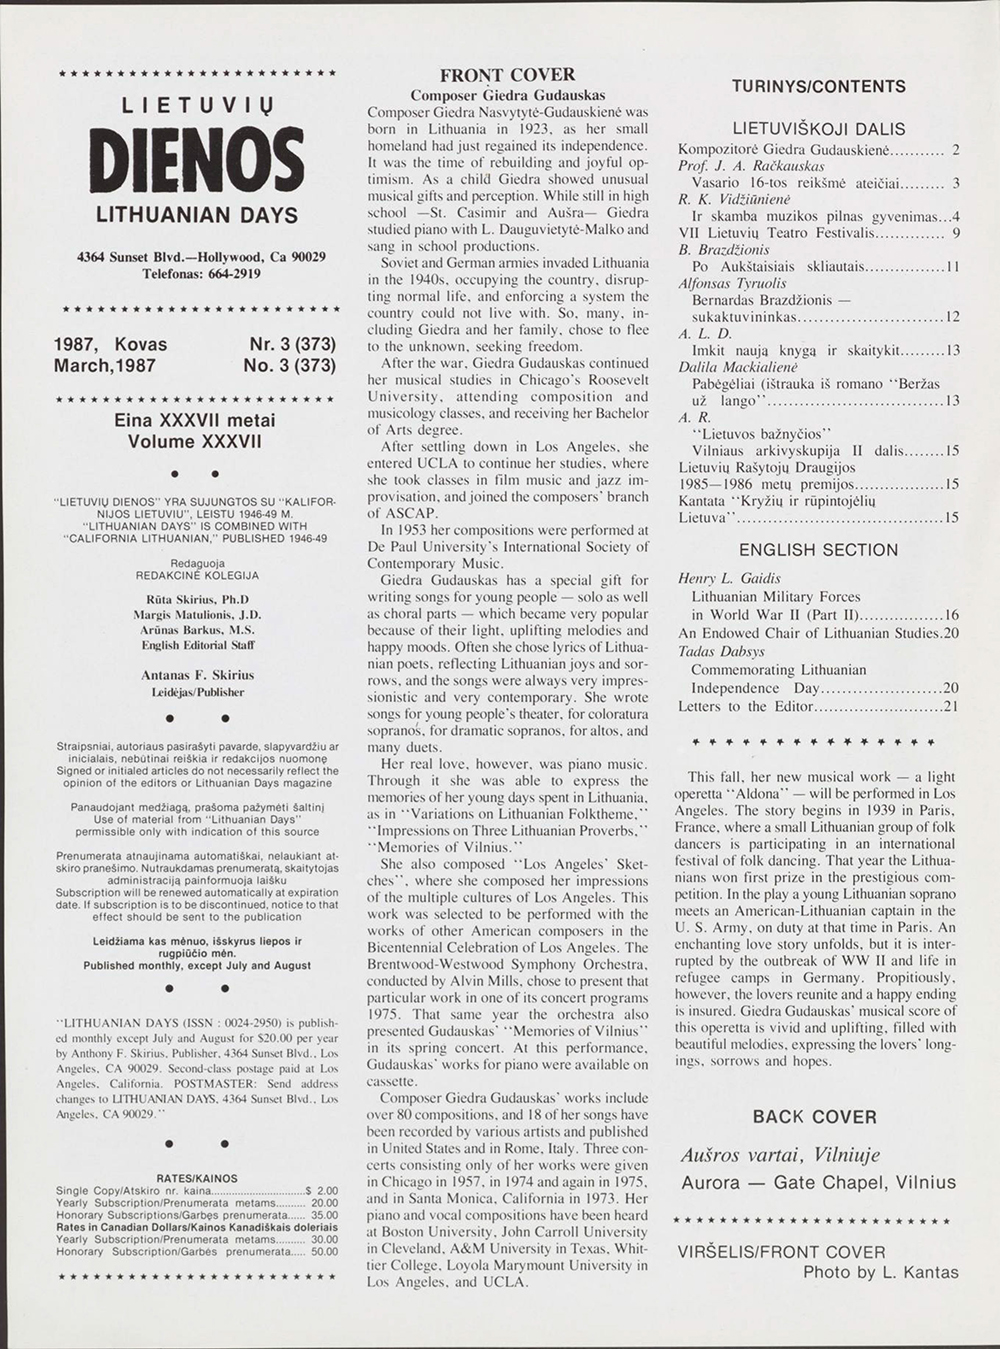 LIETUVIŲ
DIENOS
LITHUANIAN DAYS
4364 Sunset Blvd.—Hollywood, Ca 90029
Telefonas: 664-2919
1987, Kovas Nr. 3 (373)
March,1987 No. 3 (373)
Eina XXXVII metai
Volume XXXVII
"LIETUVIŲ DIENOS" YRA SUJUNGTOS SU "KALIFOR-
NIJOS LIETUVIU", LEISTU 1946-49 M.
"LITHUANIAN DAYS" IS COMBINED WITH
"CALIFORNIA LITHUANIAN," PUBLISHED 1946-49
Redaguoja
REDAKCINĖ KOLEGIJA
Rūta Skirius, Ph.D
Margis Matulionis, J.D.
Arūnas Barkus, M.S.
English Editorial Staff
Antanas F. Skirius
Leidėjas/Publisher
Straipsniai, autoriaus pasirašyti pavarde, slapyvardžiu ar
inicialais, nebūtinai reiškia ir redakcijos nuomonę
Signed or initialed articles do not necessarily reflect the
opinion of the editors or Lithuanian Days magazine
Panaudojant medžiagą, prašoma pažymėti šaltinį
Use of material from "Lithuanian Days"
permissible only with indication of this source
Prenumerata atnaujinama automatiškai, nelaukiant at-
skiro pranešimo. Nutraukdamas prenumeratą, skaitytojas
administraciją painformuoja laišku
Subscription will be renewed automatically at expiration
date. If subscription is to be discontinued, notice to that
effect should be sent to the publication
Leidžiama kas mėnuo, išskyrus liepos ir
rugpiūčio mėn.
Published monthly, except July and August
"LITHUANIAN DAYS (ISSN : 0024-2950) is publish-
ed monthly except July and August for $20.00 per year
by Anthony F. Skirius, Publisher, 4364 Sunset Blvd., Los
Angeles, CA 90029. Second-class postage paid at Los
Angeles, California. POSTMASTER: Send address
changes to LITHUANIAN DAYS, 4364 Sunset Blvd., Los
Angeles, CA 90029."
RATES/KAINOS
Single Copy/Atskiro nr. kaina..............................$ 2.00
Yearly Subscription/Prenumerata metams.......... 20.00
Honorary Subscriptions/Garbęs prenumerata...... 35.00
Rates in Canadian Dollars/Kainos Kanadiškais doleriais
Yearly Subscription/Prenumerata metams.......... 30.00
Honorary Subscription/Garbės prenumerata..... 50.00
FRONT COVER
Composer Giedra Gudauskas
Composer Giedra Nasvytytė-Gudauskienė was
born in Lithuania in 1923, as her small
homeland had just regained its independence.
It was the time of rebuilding and joyful op-
timism. As a child Giedra showed unusual
musical gifts and perception. While still in high
school —St. Casimir and Aušra— Giedra
studied piano with L. Dauguvietytė-Malko and
sang in school productions.
Soviet and German armies invaded Lithuania
in the 1940s, occupying the country, disrup-
ting normal life, and enforcing a system the
country could not live with. So, many, in-
cluding Giedra and her family, chose to flee
to the unknown, seeking freedom.
After the war, Giedra Gudauskas continued
her musical studies in Chicago's Roosevelt
University, attending composition and
musicology classes, and receiving her Bachelor
of Arts degree.
After settling down in Los Angeles, she
entered UCLA to continue her studies, where
she took classes in film music and jazz im-
provisation, and joined the composers' branch
of ASCAP.
In 1953 her compositions were performed at
De Paul University's International Society of
Contemporary Music.
Giedra Gudauskas has a special gift for
writing songs for young people — solo as well
as choral parts — which became very popular
because of their light, uplifting melodies and
happy moods. Often she chose lyrics of Lithua-
nian poets, reflecting Lithuanian joys and sor-
rows, and the songs were always very impres-
sionistic and very contemporary. She wrote
songs for young people's theater, for coloratura
sopranos, for dramatic sopranos, for altos, and
many duets.
Her real love, however, was piano music.
Through it she was able to express the
memories of her young days spent in Lithuania,
as in "Variations on Lithuanian Folktheme,"
"Impressions on Three Lithuanian Proverbs,"
"Memories of Vilnius."
She also composed "Los Angeles' Sket-
ches", where she composed her impressions
of the multiple cultures of Los Angeles. This
work was selected to be performed with the
works of other American composers in the
Bicentennial Celebration of Los Angeles. The
Brentwood-Westwood Symphony Orchestra,
conducted by Alvin Mills, chose to present that
particular work in one of its concert programs
1975. That same year the orchestra also
presented Gudauskas' "Memories of Vilnius"
in its spring concert. At this performance,
Gudauskas' works for piano were available on
cassette.
Composer Giedra Gudauskas' works include
over 80 compositions, and 18 of her songs have
been recorded by various artists and published
in United States and in Rome, Italy. Three con-
certs consisting only of her works were given
in Chicago in 1957, in 1974 and again in 1975,
and in Santa Monica, California in 1973. Her
piano and vocal compositions have been heard
at Boston University, John Carroll University
in Cleveland, A&M University in Texas, Whit-
tier College, Loyola Marymount University in
Los Angeles, and UCLA.
TURINYS/CONTENTS
LIETUVIŠKOJI DALIS
Kompozitorė Giedra Gudauskienė........... 2
Prof. J. A. Račkauskas
Vasario 16-tos reikšmė ateičiai......... 3
R. K. Vidžiūnienė
Ir skamba muzikos pilnas gyvenimas...4
VII Lietuvių Teatro Festivalis.............. 9
B. Brazdžionis
Po Aukštaisiais skliautais................11
Alfonsas Tyruolis
Bernardas Brazdžionis —
sukaktuvininkas.............................12
A. L. D.
Imkit naują knygą ir skaitykit.........13
Dalila Mackialienė
Pabėgėliai (ištrauka iš romano "Beržas
už lango"...................................13
A. R.
"Lietuvos bažnyčios"
Vilniaus arkivyskupija II dalis........15
Lietuvių Rašytojų Draugijos
1985—1986 metų premijos..................15
Kantata "Kryžių ir rūpintojėlių
Lietuva".........................................15
ENGLISH SECTION
Henry L. Gaidis
Lithuanian Military Forces
in World War II (Part II).................16
An Endowed Chair of Lithuanian Studies.20
Tadas Dabsys
Commemorating Lithuanian
Independence Day........................20
Letters to the Editor..........................21
This fall, her new musical work — a light
operetta "Aldona" — will be performed in Los
Angeles. The story begins in 1939 in Paris,
France, where a small Lithuanian group of folk
dancers is participating in an international
festival of folk dancing. That year the Lithua-
nians won first prize in the prestigious com-
petition. In the play a young Lithuanian soprano
meets an American-Lithuanian captain in the
U. S. Army, on duty at that time in Paris. An
enchanting love story unfolds, but it is inter-
rupted by the outbreak of WW II and life in
refugee camps in Germany. Propitiously,
however, the lovers reunite and a happy ending
is insured. Giedra Gudauskas' musical score of
this operetta is vivid and uplifting, filled with
beautiful melodies, expressing the lovers' long-
ings, sorrows and hopes.
BACK COVER
Aušros vartai, Vilniuje
Aurora — Gate Chapel, Vilnius
VIRŠELIS/FRONT COVER
Photo by L. Kantas